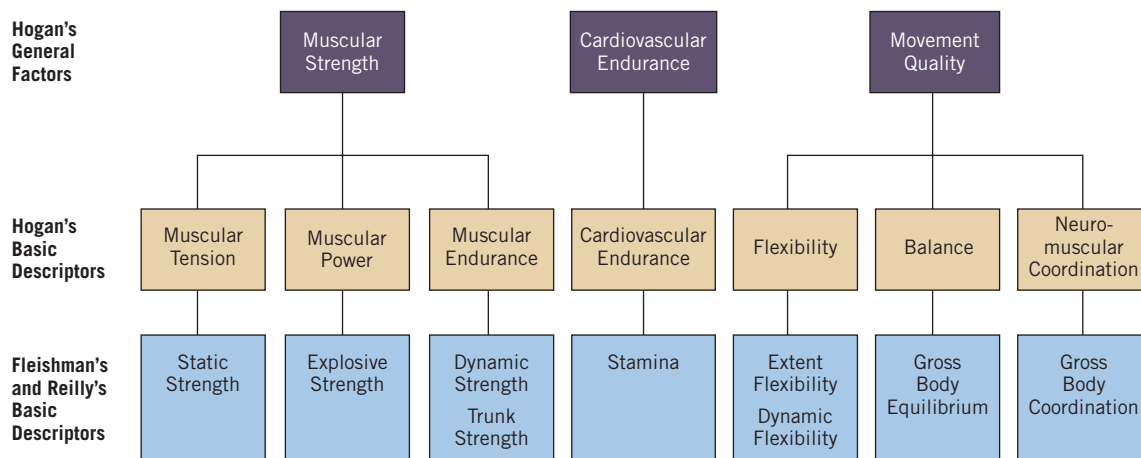 Hogan's
General
Factors
Muscular
Strength
Cardiovascular
Endurance
Movement
Quality
Hogan's
Basic
Descriptors
Muscular
Tension
Muscular
Power
Muscular
Endurance
Cardiovascular
Endurance
Flexibility
Balance
Neuro-
muscular
Coordination
Fleishman's
and Reilly's
Basic
Descriptors
Static
Strength
Explosive
Strength
Dynamic
Strength
Trunk
Strength
Stamina
Extent
Flexibility
Dynamic
Flexibility
Gross
Body
Equilibrium
Gross
Body
Coordination